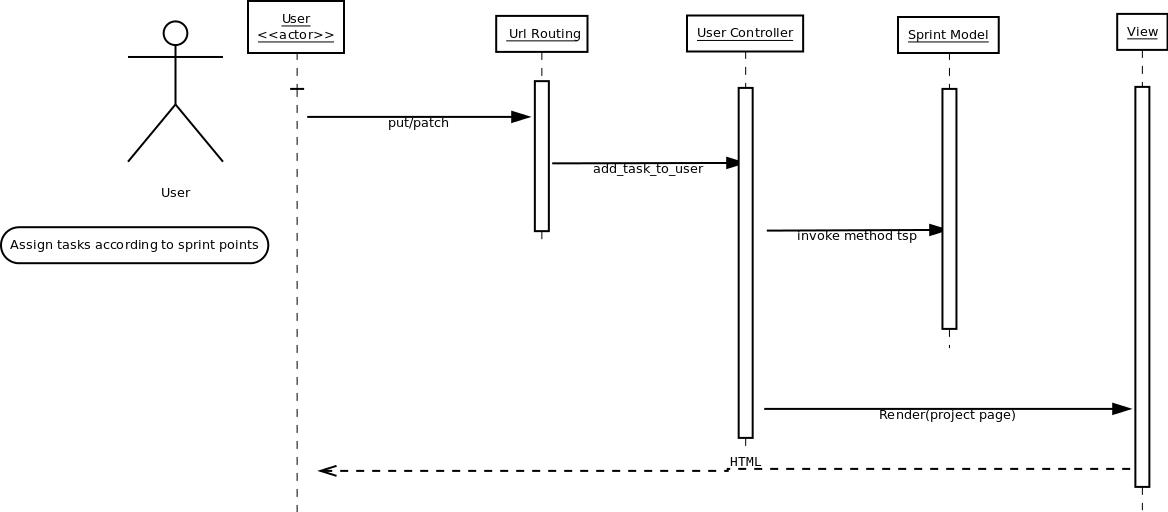 User
<<actor>>
Url Routing
User Controller
Sprint Model
View
put/patch
add_task_to_user
invoke method tsp
User
Assign tasks according to sprint points
Render(project page)
HTML